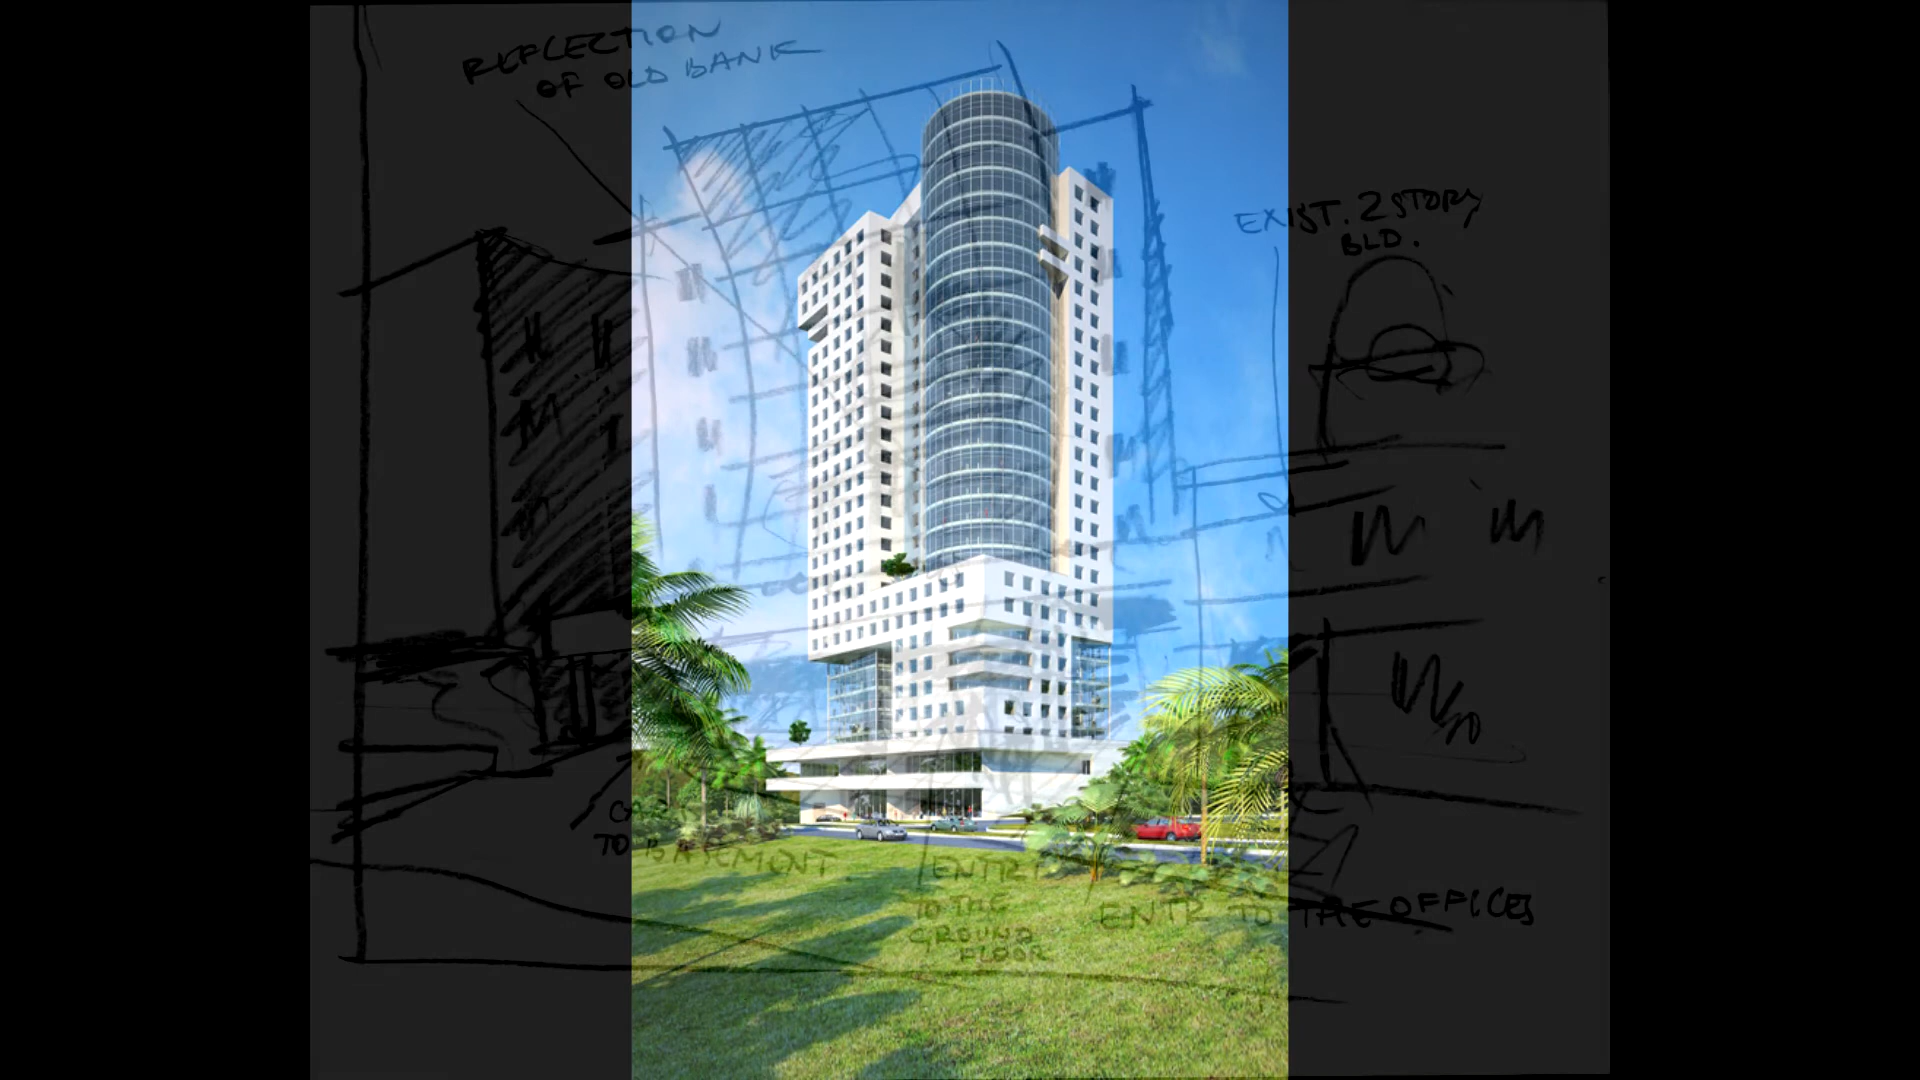 REFLECTION
OF OLD BANK
EXIST. 2 STORY
BLD.
TO BASEMENT
ENTR
TO THE
GROUND
FLOOR
ENTR TO THE OFFICES